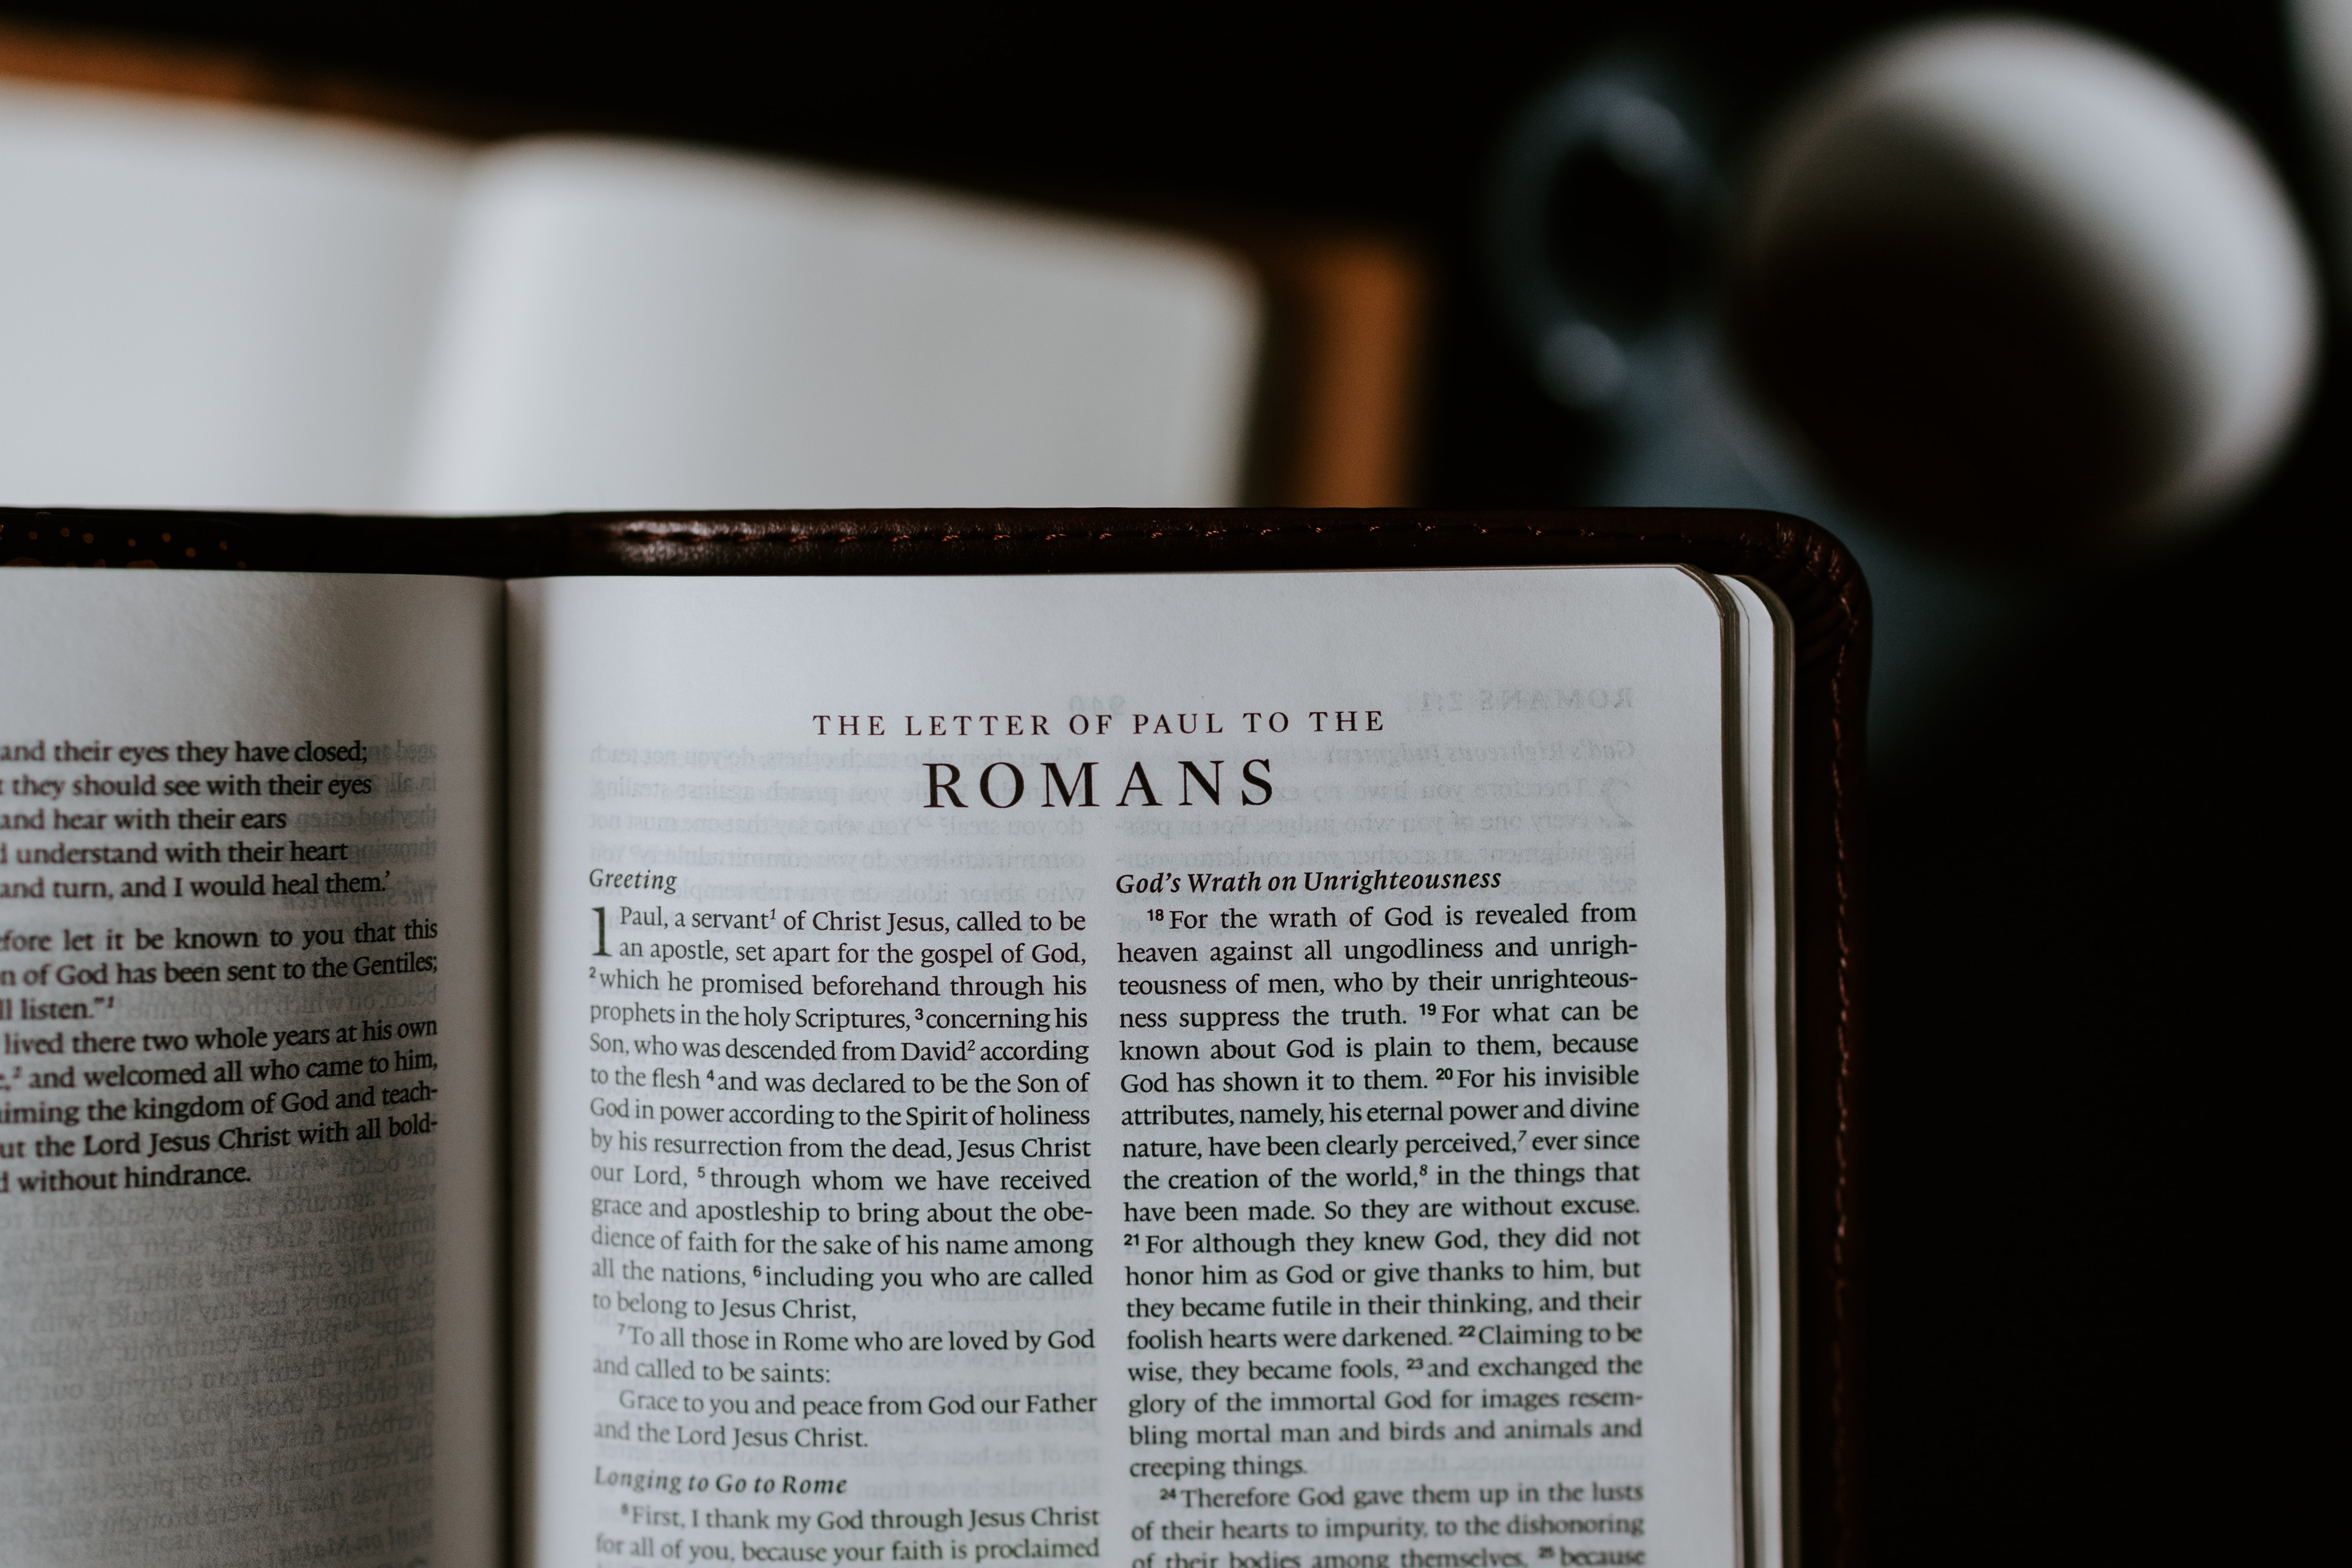 and their eyes they have closed;
they should see with their eyes
and hear with their ears
understand with their heart
and turn, and I would heal them.’
let it be known to you that this
of God has been sent to the Gentiles;
listen.”¹
lived there two whole years at his own
² and welcomed all who came to him,
the kingdom of God and teach-
the Lord Jesus Christ with all bold-
without hindrance.
THE LETTER OF PAUL TO THE
ROMANS
Greeting
1 Paul, a servant¹ of Christ Jesus, called to be
an apostle, set apart for the gospel of God,
² which he promised beforehand through his
prophets in the holy Scriptures, ³ concerning his
Son, who was descended from David² according
to the flesh ⁴ and was declared to be the Son of
God in power according to the Spirit of holiness
by his resurrection from the dead, Jesus Christ
our Lord, ⁵ through whom we have received
grace and apostleship to bring about the obe-
dience of faith for the sake of his name among
all the nations, ⁶ including you who are called
to belong to Jesus Christ,
⁷ To all those in Rome who are loved by God
and called to be saints:
Grace to you and peace from God our Father
and the Lord Jesus Christ.
Longing to Go to Rome
⁸ First, I thank my God through Jesus Christ
for all of you, because your faith is proclaimed
God’s Wrath on Unrighteousness
¹⁸ For the wrath of God is revealed from
heaven against all ungodliness and unrigh-
teousness of men, who by their unrighteous-
ness suppress the truth. ¹⁹ For what can be
known about God is plain to them, because
God has shown it to them. ²⁰ For his invisible
attributes, namely, his eternal power and divine
nature, have been clearly perceived,⁷ ever since
the creation of the world,⁸ in the things that
have been made. So they are without excuse.
²¹ For although they knew God, they did not
honor him as God or give thanks to him, but
they became futile in their thinking, and their
foolish hearts were darkened. ²² Claiming to be
wise, they became fools, ²³ and exchanged the
glory of the immortal God for images resem-
bling mortal man and birds and animals and
creeping things.
²⁴ Therefore God gave them up in the lusts
of their hearts to impurity, to the dishonoring
of their bodies among themselves, ²⁵ because